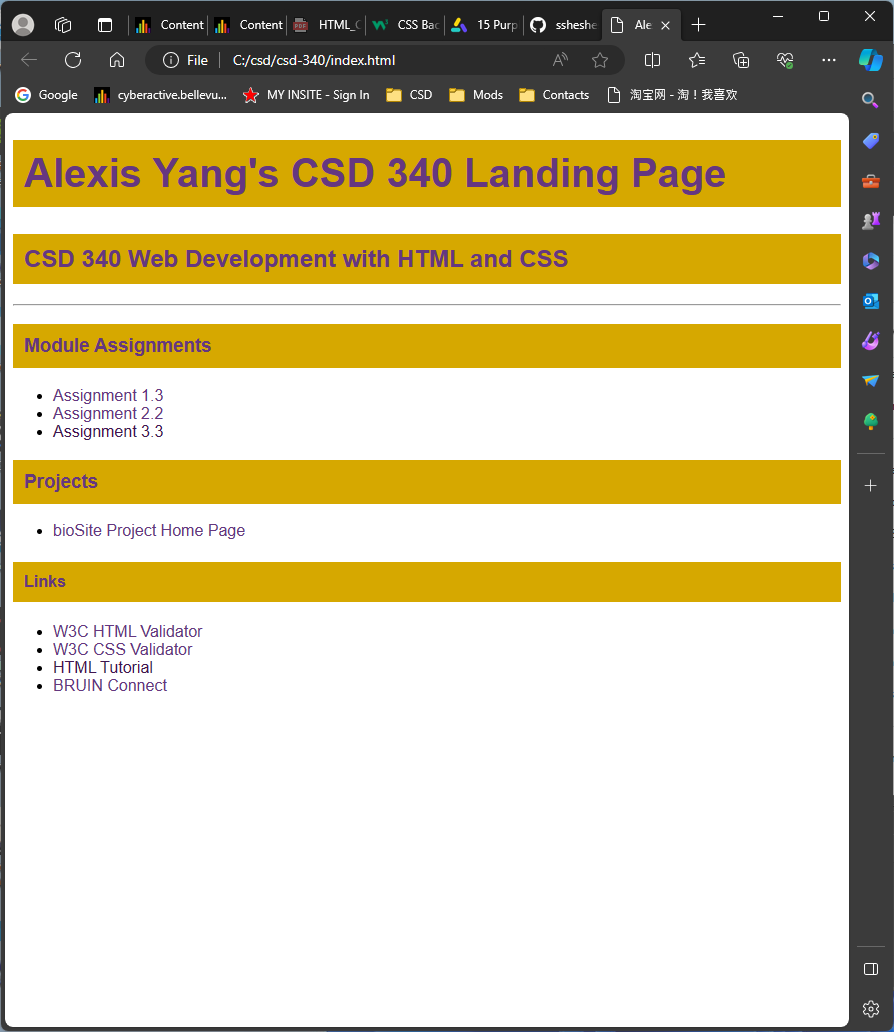 Content
Content
HTML_
CSS Bac
15 Purp
sshesh
Ale
File
C:/csd/csd-340/index.html
Google
cyberactive.bellevu...
MY INSITE - Sign In
CSD
Mods
Contacts
淘宝网 - 淘！我喜欢
Alexis Yang's CSD 340 Landing Page
CSD 340 Web Development with HTML and CSS
Module Assignments
Assignment 1.3
Assignment 2.2
Assignment 3.3
Projects
bioSite Project Home Page
Links
W3C HTML Validator
W3C CSS Validator
HTML Tutorial
BRUIN Connect